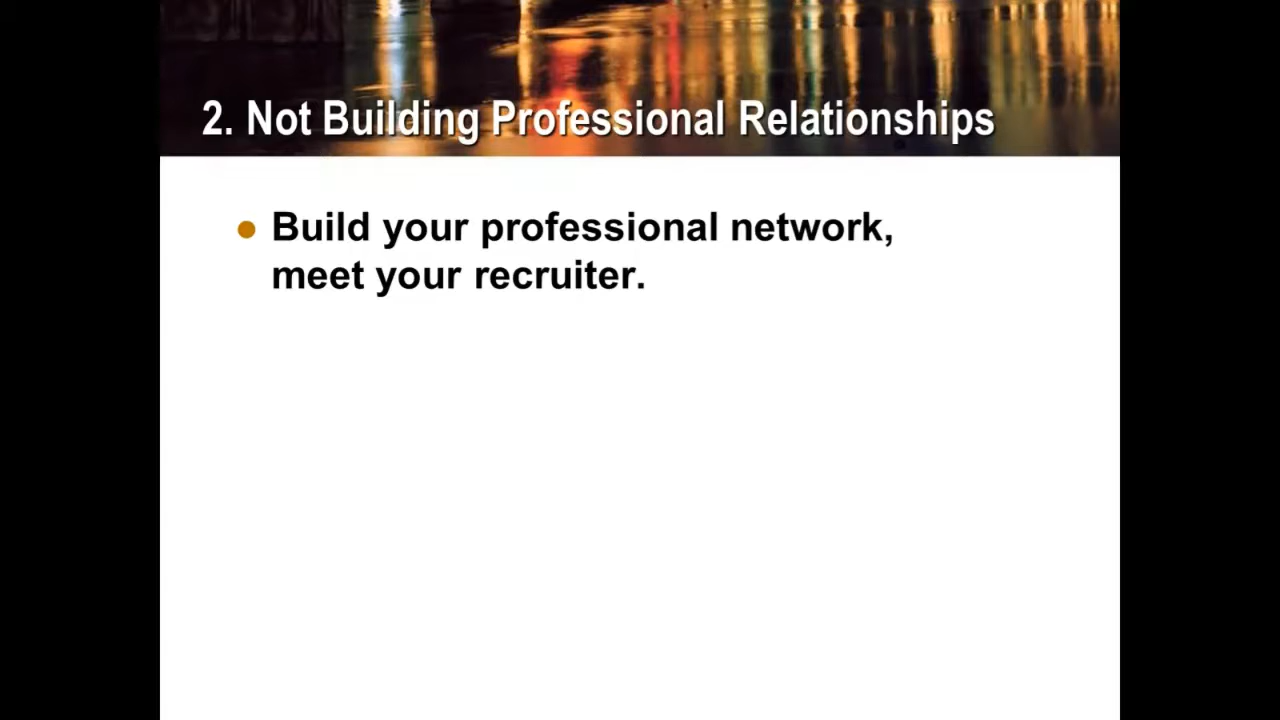 2. Not Building Professional Relationships
Build your professional network,
meet your recruiter.